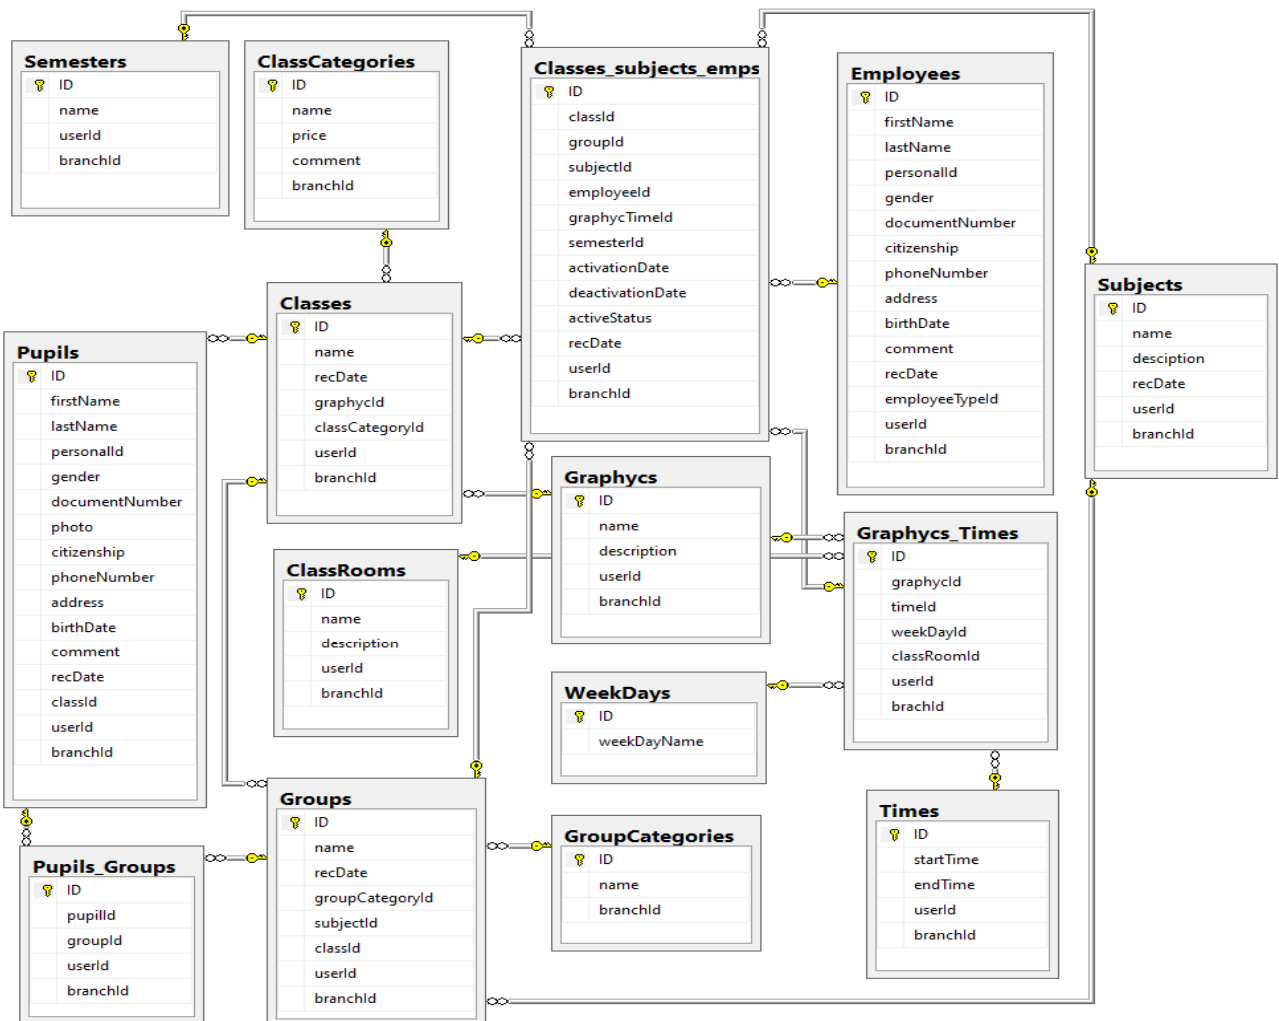 Semesters
ID
name
userId
branchId
ClassCategories
ID
name
price
comment
branchId
Classes_subjects_emps
ID
classId
groupId
subjectId
employeeId
graphycTimeId
semesterId
activationDate
deactivationDate
activeStatus
recDate
userId
branchId
Employees
ID
firstName
lastName
personalId
gender
documentNumber
citizenship
phoneNumber
address
birthDate
comment
recDate
employeeTypeId
userId
branchId
Subjects
ID
name
desciption
recDate
userId
branchId
Classes
ID
name
recDate
graphycId
classCategoryId
userId
branchId
Pupils
ID
firstName
lastName
personalId
gender
documentNumber
photo
citizenship
phoneNumber
address
birthDate
comment
recDate
classId
userId
branchId
Graphycs
ID
name
description
userId
branchId
ClassRooms
ID
name
description
userId
branchId
Graphycs_Times
ID
graphycId
timeId
weekDayId
classRoomId
userId
brachId
WeekDays
ID
weekDayName
Groups
ID
name
recDate
groupCategoryId
subjectId
classId
userId
branchId
GroupCategories
ID
name
branchId
Times
ID
startTime
endTime
userId
branchId
Pupils_Groups
ID
pupilId
groupId
userId
branchId